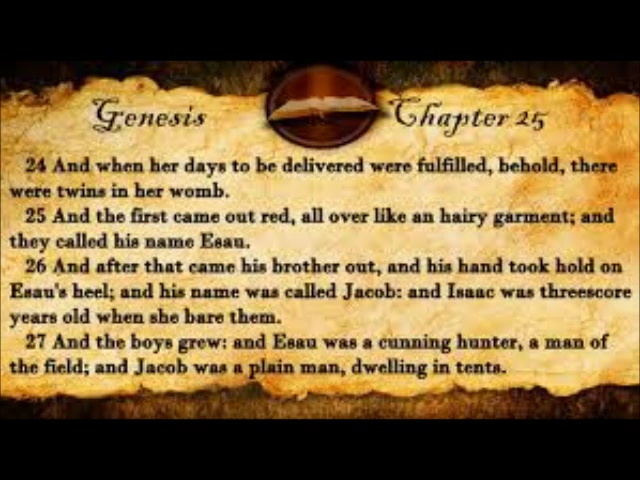 Genesis Chapter 25
24 And when her days to be delivered were fulfilled, behold, there
were twins in her womb.
25 And the first came out red, all over like an hairy garment; and
they called his name Esau.
26 And after that came his brother out, and his hand took hold on
Esau's heel; and his name was called Jacob: and Isaac was threescore
years old when she bare them.
27 And the boys grew: and Esau was a cunning hunter, a man of
the field; and Jacob was a plain man, dwelling in tents.